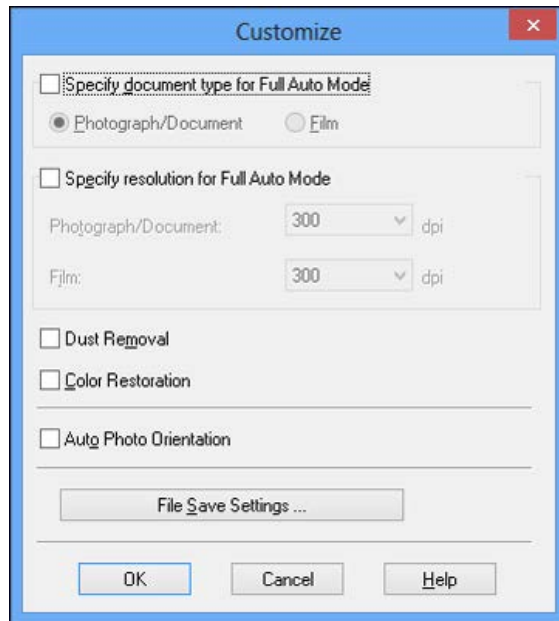 Customize
Specify document type for Full Auto Mode
Photograph/Document Film
Specify resolution for Full Auto Mode
Photograph/Document: 300 dpi
Film: 300 dpi
Dust Removal
Color Restoration
Auto Photo Orientation
File Save Settings ...
OK Cancel Help